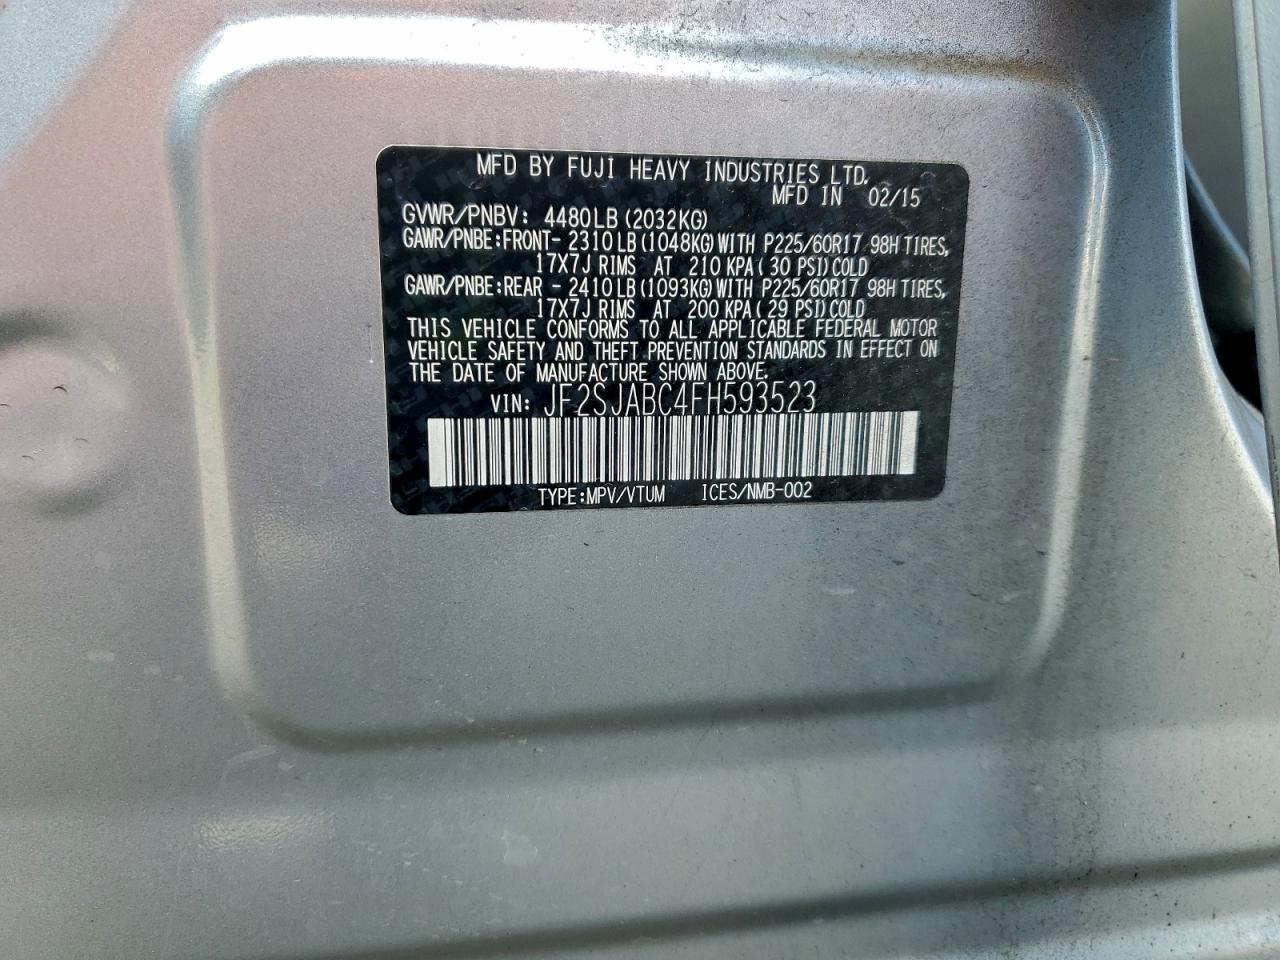 MFD BY FUJI HEAVY INDUSTRIES LTD.
MFD IN 02/15
GVWR/PNBV: 4480LB (2032KG)
GAWR/PNBE:FRONT- 2310LB (1048KG) WITH P225/60R17 98H TIRES,
17X7J RIMS AT 210 KPA ( 30 PSI) COLD
GAWR/PNBE:REAR - 2410LB (1093KG) WITH P225/60R17 98H TIRES,
17X7J RIMS AT 200 KPA (29 PSI) COLD
THIS VEHICLE CONFORMS TO ALL APPLICABLE FEDERAL MOTOR
VEHICLE SAFETY AND THEFT PREVENTION STANDARDS IN EFFECT ON
THE DATE OF MANUFACTURE SHOWN ABOVE.
VIN: JF2SJABC4FH593523
TYPE:MPV/VTUM ICES/NMB-002